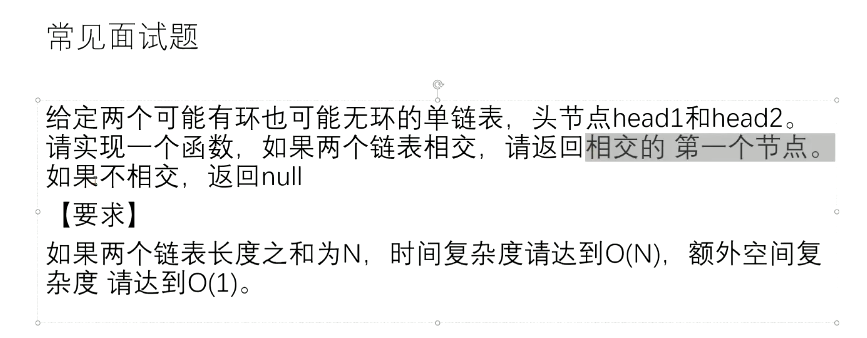 常见面试题
给定两个可能有环也可能无环的单链表，头节点head1和head2。
请实现一个函数，如果两个链表相交，请返回相交的 第一个节点。
如果不相交，返回null
【要求】
如果两个链表长度之和为N，时间复杂度请达到O(N)，额外空间复
杂度 请达到O(1)。